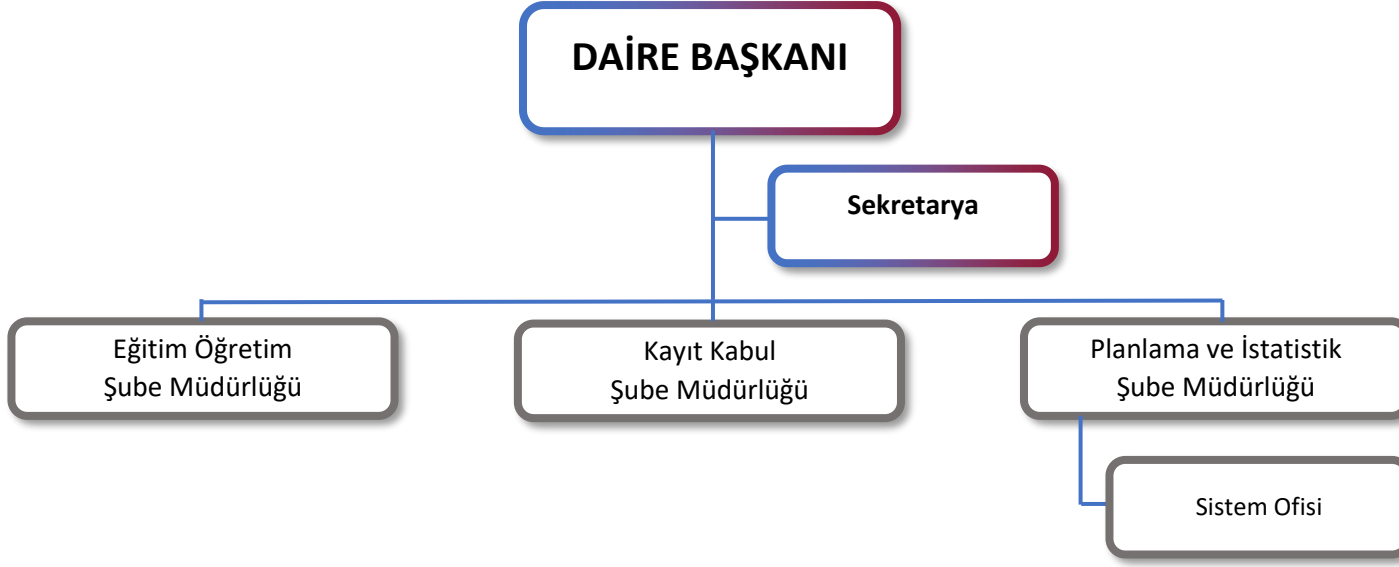 DAİRE BAŞKANI
Sekretarya
Eğitim Öğretim
Şube Müdürlüğü
Kayıt Kabul
Şube Müdürlüğü
Planlama ve İstatistik
Şube Müdürlüğü
Sistem Ofisi